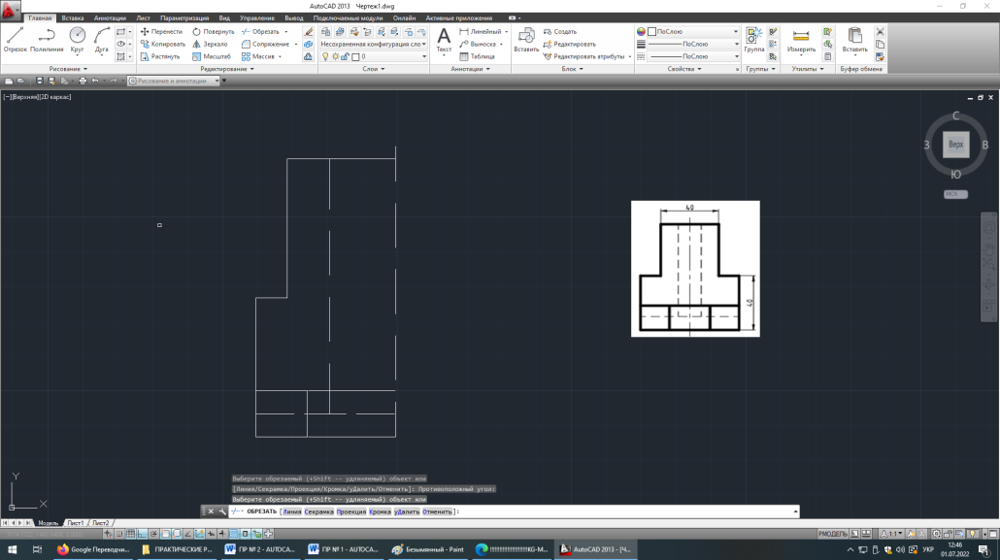 AutoCAD 2013 Чертеж1.dwg
Главная Вставка Аннотации Лист Параметризация Вид Управление Вывод Подключаемые модули Онлайн Активные приложения
Отрезок Полилиния Круг Дуга
Перенести Повернуть Обрезать
Копировать Зеркало Сопряжение
Растянуть Масштаб Массив
Несохраненная конфигурация сло
0
Текст
Линейный
Выноска
Таблица
Вставить
Создать
Редактировать
Редактировать атрибуты
ПоСлою
ПоСлою
ПоСлою
Группа
Измерить
Вставить
Рисование Редактирование Слои Аннотации Блок Свойства Группы Утилиты Буфер обмена
Рисование и аннотации
[−][Верхняя][2D каркас]
С
З Верх В
Ю
МСК
40
40
Y
X
Выберите обрезаемый (+Shift -- удлиняемый) объект или
[Линия/Секрамка/Проекция/Кромка/уДалить/Отменить]: Противоположный угол:
Выберите обрезаемый (+Shift -- удлиняемый) объект или
ОБРЕЗАТЬ [Линия Секрамка Проекция Кромка уДалить Отменить]:
Модель Лист1 Лист2
РМОДЕЛЬ 1:1
Google Переводчи... ПРАКТИЧЕСКИЕ Р... ПР № 2 - AUTOCA... ПР № 1 - AUTOCA... Безымянный - Paint !!!!!!!!!!!!!!!!!KG-M... AutoCAD 2013 - [Ч...
УКР
12:46
01.07.2022